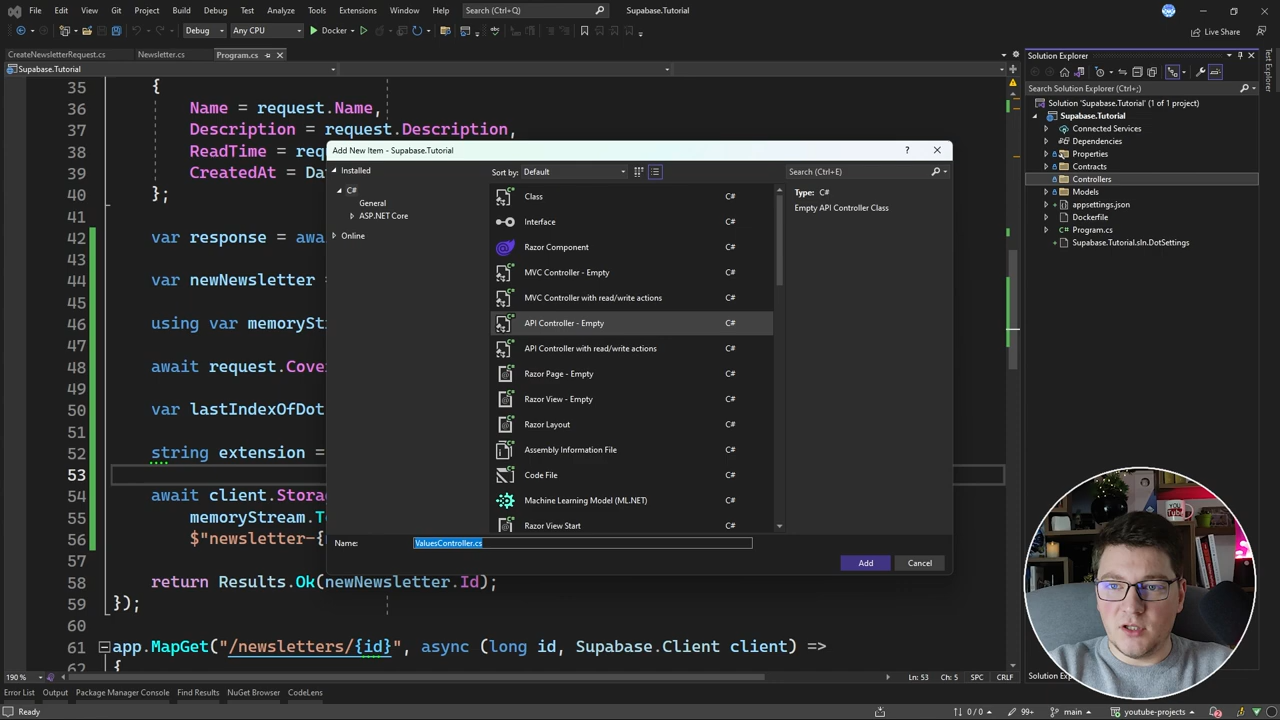 File Edit View Git Project Build Debug Test Analyze Tools Extensions Window Help Search (Ctrl+Q) Supabase.Tutorial
Debug Any CPU Docker Live Share
CreateNewsletterRequest.cs Newsletter.cs Program.cs
Supabase.Tutorial
35 {
36 Name = request.Name,
37 Description = request.Description,
38 ReadTime =
39 CreatedAt =
40 };
41
42 var response =
43
44 var newNewsletter =
45
46 using var
47
48 await
49
50 var
51
52 string extension =
53
54 await
55
56 $"newsletter-{
58 return Results.Ok(newNewsletter.Id);
59 });
60
61 app.MapGet("/newsletters/{id}", async (long id, Supabase.Client client) =>
62 {
190 % Ln: 53 Ch: 5 SPC CRLF
Add New Item - Supabase.Tutorial
Installed
C#
General
ASP.NET Core
Online
Sort by: Default
Class C#
Interface C#
Razor Component C#
MVC Controller - Empty C#
MVC Controller with read/write actions C#
API Controller - Empty C#
API Controller with read/write actions C#
Razor Page - Empty C#
Razor View - Empty C#
Razor Layout C#
Assembly Information File C#
Code File C#
Machine Learning Model (ML.NET) C#
Razor View Start C#
Search (Ctrl+E)
Type: C#
Empty API Controller Class
Name: ValuesController.cs
Add Cancel
Solution Explorer
Search Solution Explorer (Ctrl+;)
Solution 'Supabase.Tutorial' (1 of 1 project)
Supabase.Tutorial
Connected Services
Dependencies
Properties
Contracts
Controllers
Models
appsettings.json
Dockerfile
Program.cs
Supabase.Tutorial.sln.DotSettings
Test Explorer
Error List Output Package Manager Console Find Results NuGet Browser CodeLens
Ready 0 / 0 99+ main youtube-projects